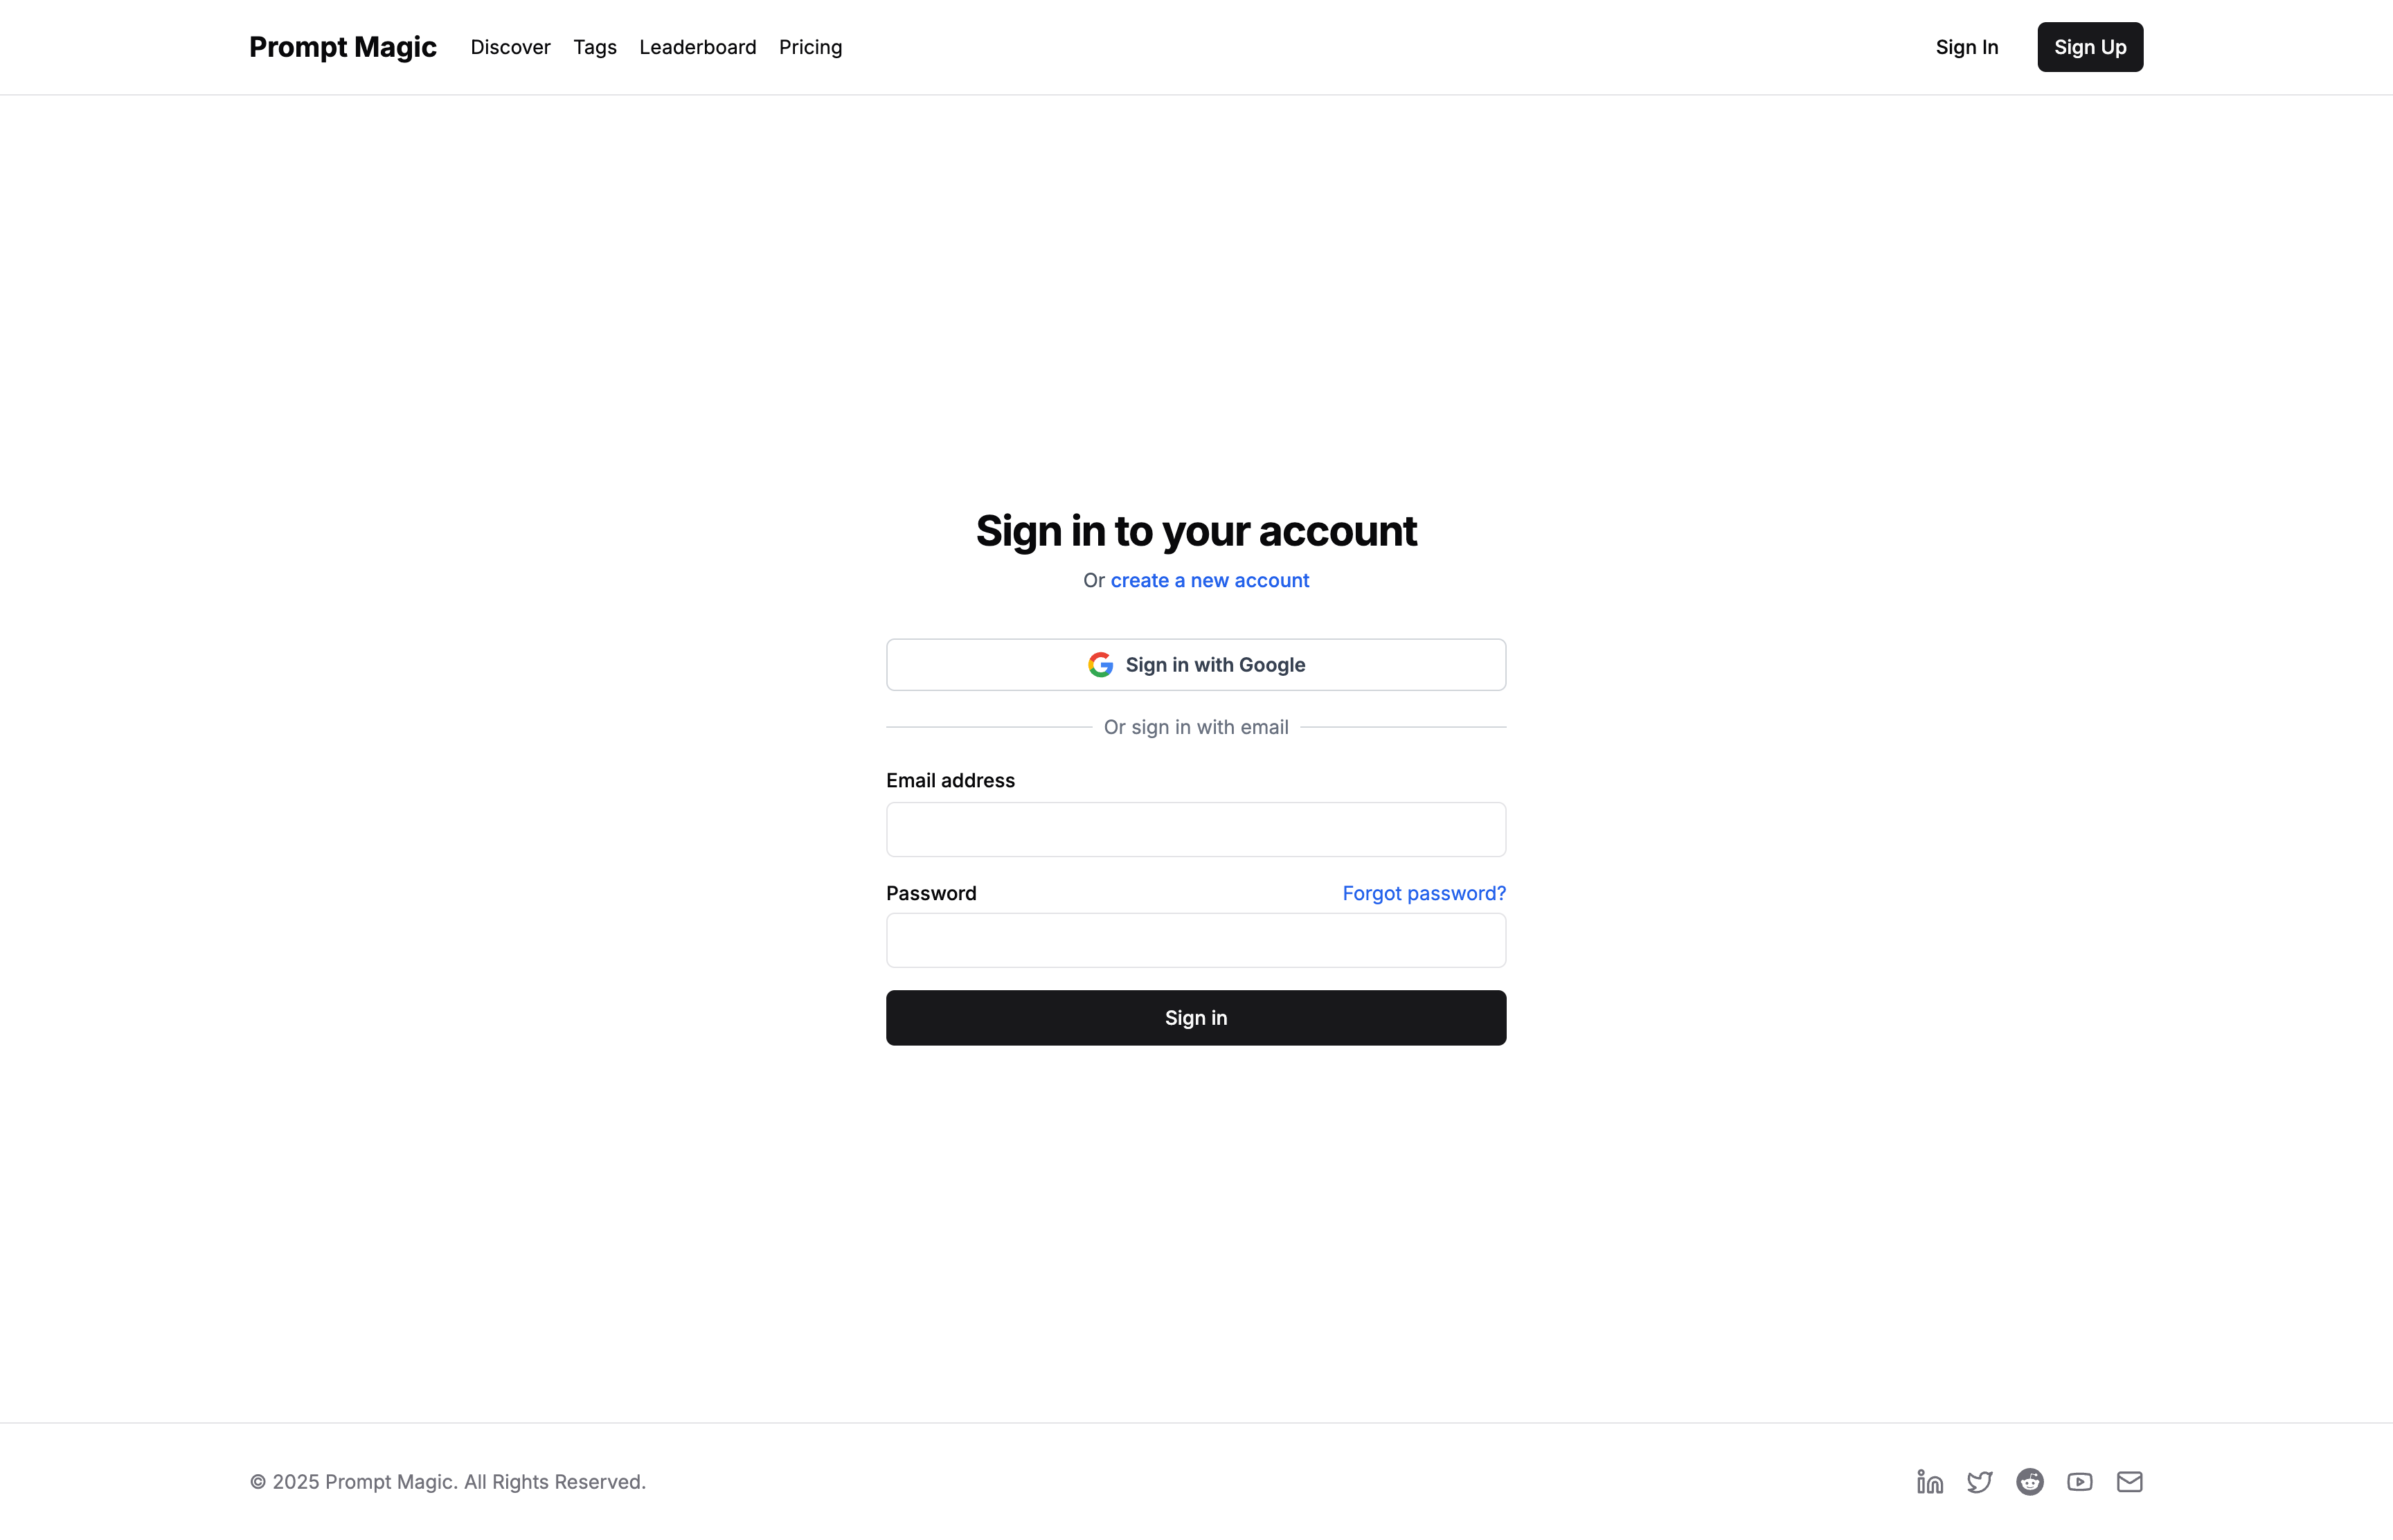 Prompt Magic Discover Tags Leaderboard Pricing Sign In Sign Up
Sign in to your account
Or create a new account
Sign in with Google
Or sign in with email
Email address
Password Forgot password?
Sign in
© 2025 Prompt Magic. All Rights Reserved.